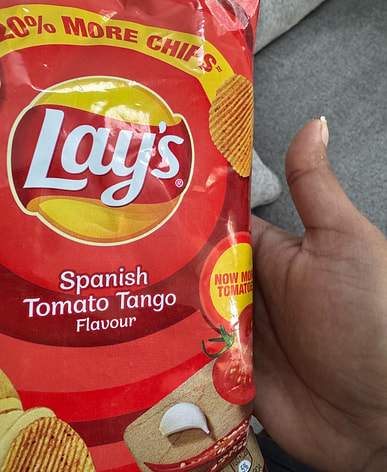 20% MORE CHIPS
Lay's
®
Spanish
Tomato Tango
Flavour
NOW MO
TOMATO